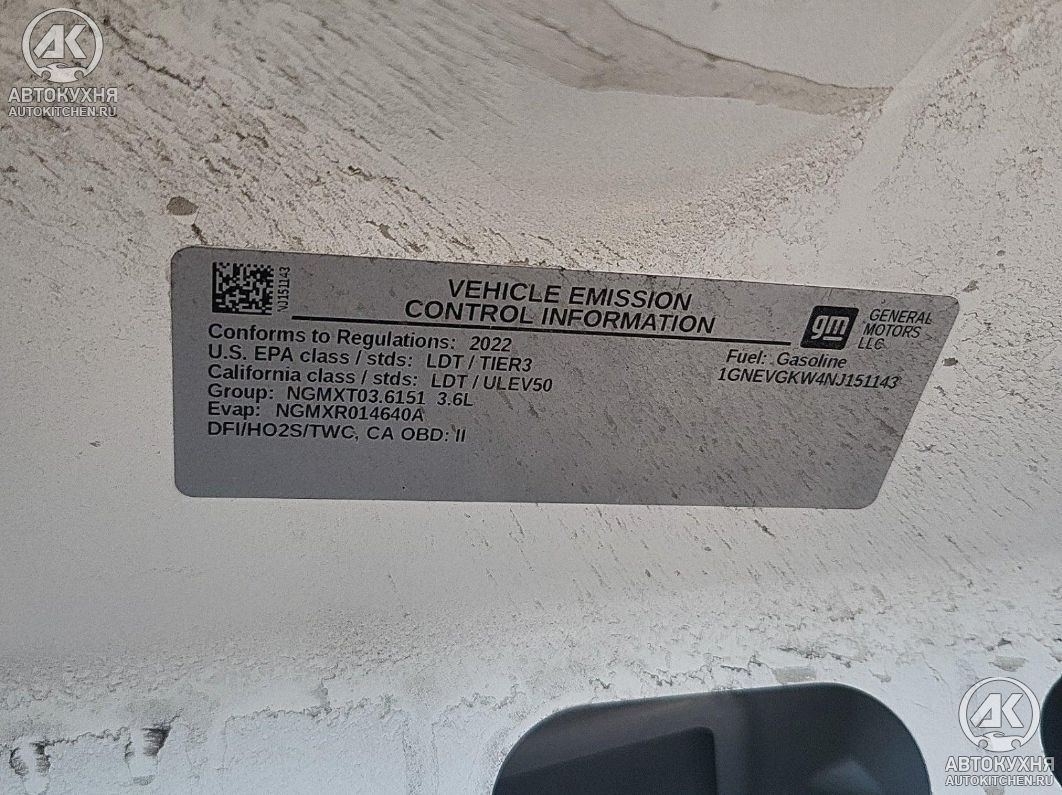 АК
АВТОКУХНЯ
AUTOKITCHEN.RU
NJ151143
VEHICLE EMISSION
CONTROL INFORMATION
gm
GENERAL
MOTORS
LLC
Conforms to Regulations: 2022
U.S. EPA class / stds: LDT / TIER3
California class / stds: LDT / ULEV50
Group: NGMXT03.6151 3.6L
Evap: NGMXR014640A
DFI/HO2S/TWC, CA OBD: II
Fuel: Gasoline
1GNEVGKW4NJ151143
АК
АВТОКУХНЯ
AUTOKITCHEN.RU